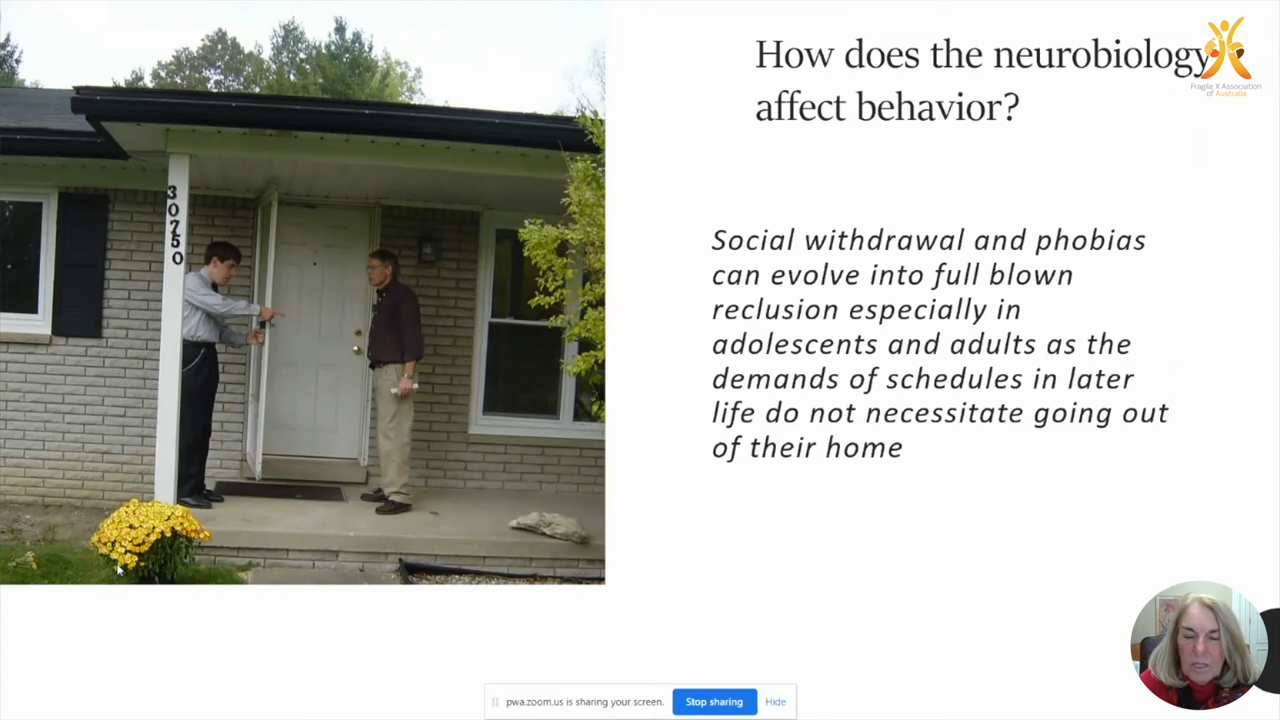 How does the neurobiology
affect behavior?
Fragile X Association
of Australia
30750
Social withdrawal and phobias
can evolve into full blown
reclusion especially in
adolescents and adults as the
demands of schedules in later
life do not necessitate going out
of their home
pwa.zoom.us is sharing your screen.
Stop sharing
Hide